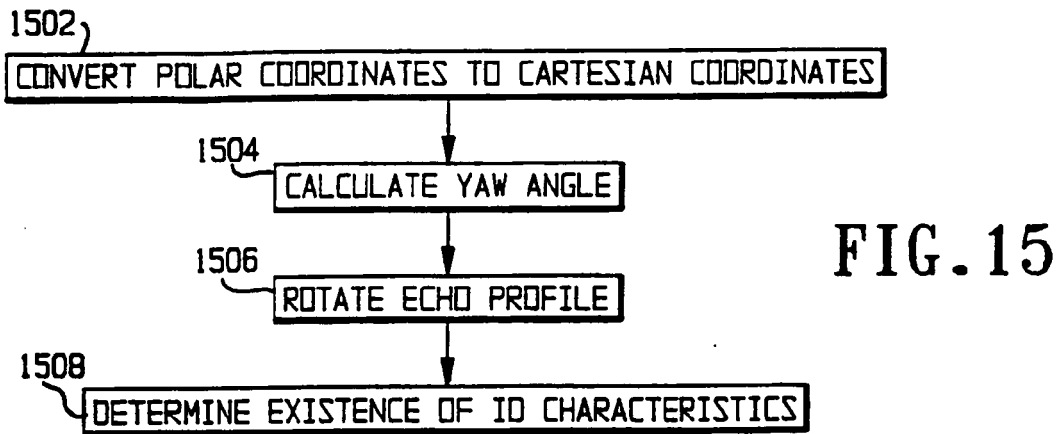 1502
CONVERT POLAR COORDINATES TO CARTESIAN COORDINATES
1504
CALCULATE YAW ANGLE
1506
ROTATE ECHO PROFILE
FIG.15
1508
DETERMINE EXISTENCE OF ID CHARACTERISTICS